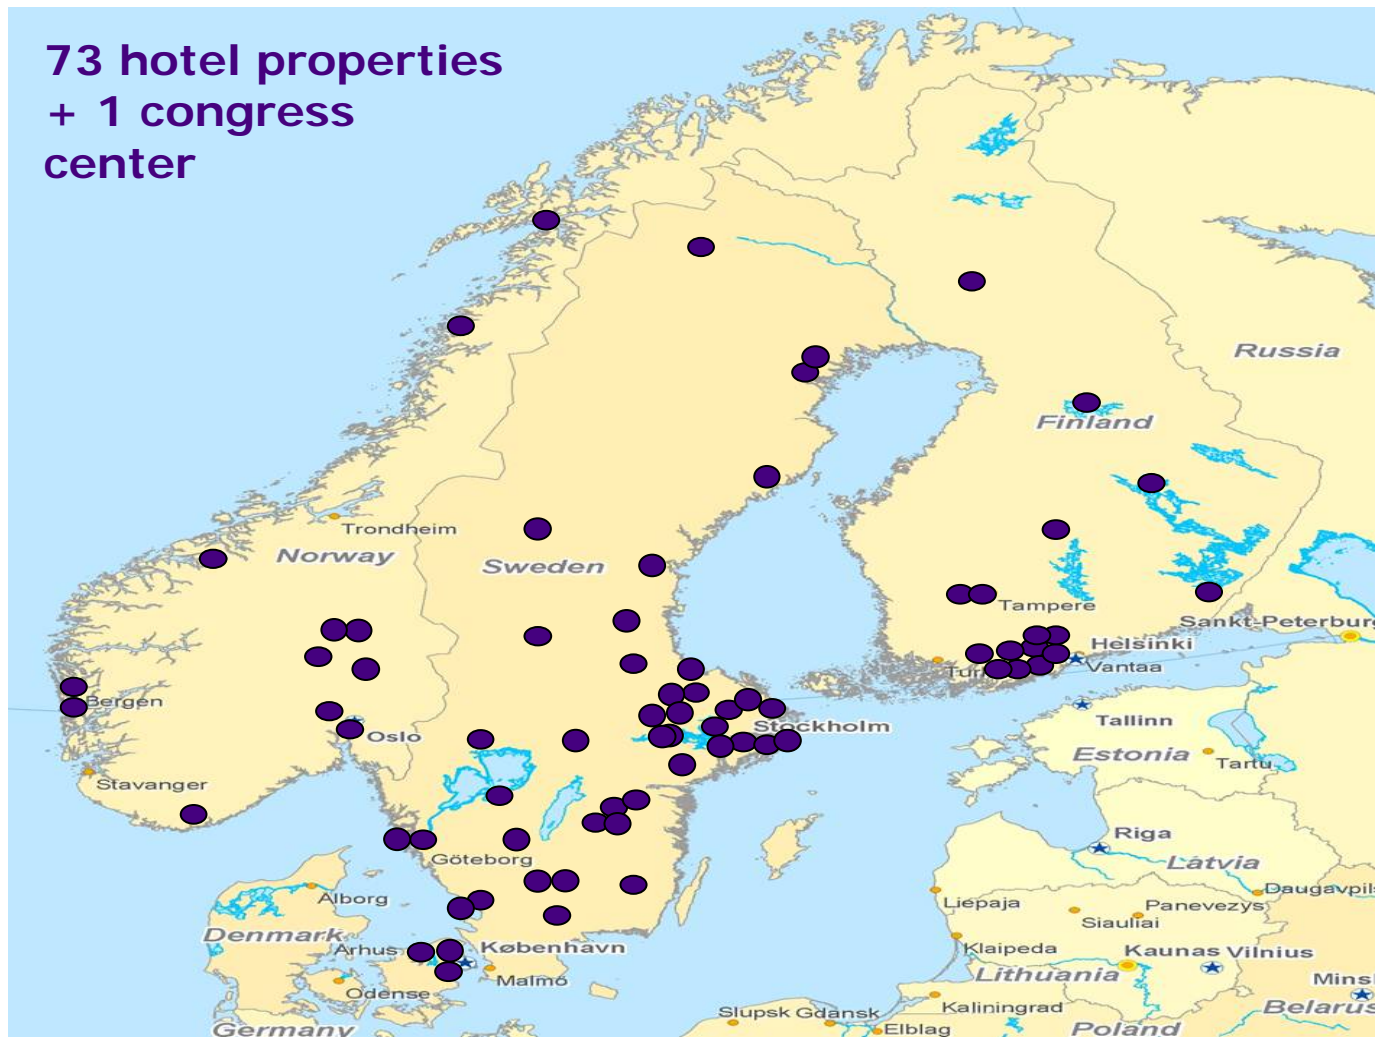 73 hotel properties
+ 1 congress
center
Russia
Finland
Trondheim
Norway
Sweden
Tampere
Sankt-Peterburg
Helsinki
Vantaa
Bergen
Tallinn
Stockholm
Oslo
Estonia
Tartu
Stavanger
Riga
Göteborg
Latvia
Alborg
Daugavpils
Liepaja
Panevezys
Siauliai
Denmark
Arhus
København
Klaipeda
Kaunas
Vilnius
Lithuania
Malmö
Minsk
Odense
Kaliningrad
Belarus
Slupsk
Gdansk
Germany
Elblag
Poland